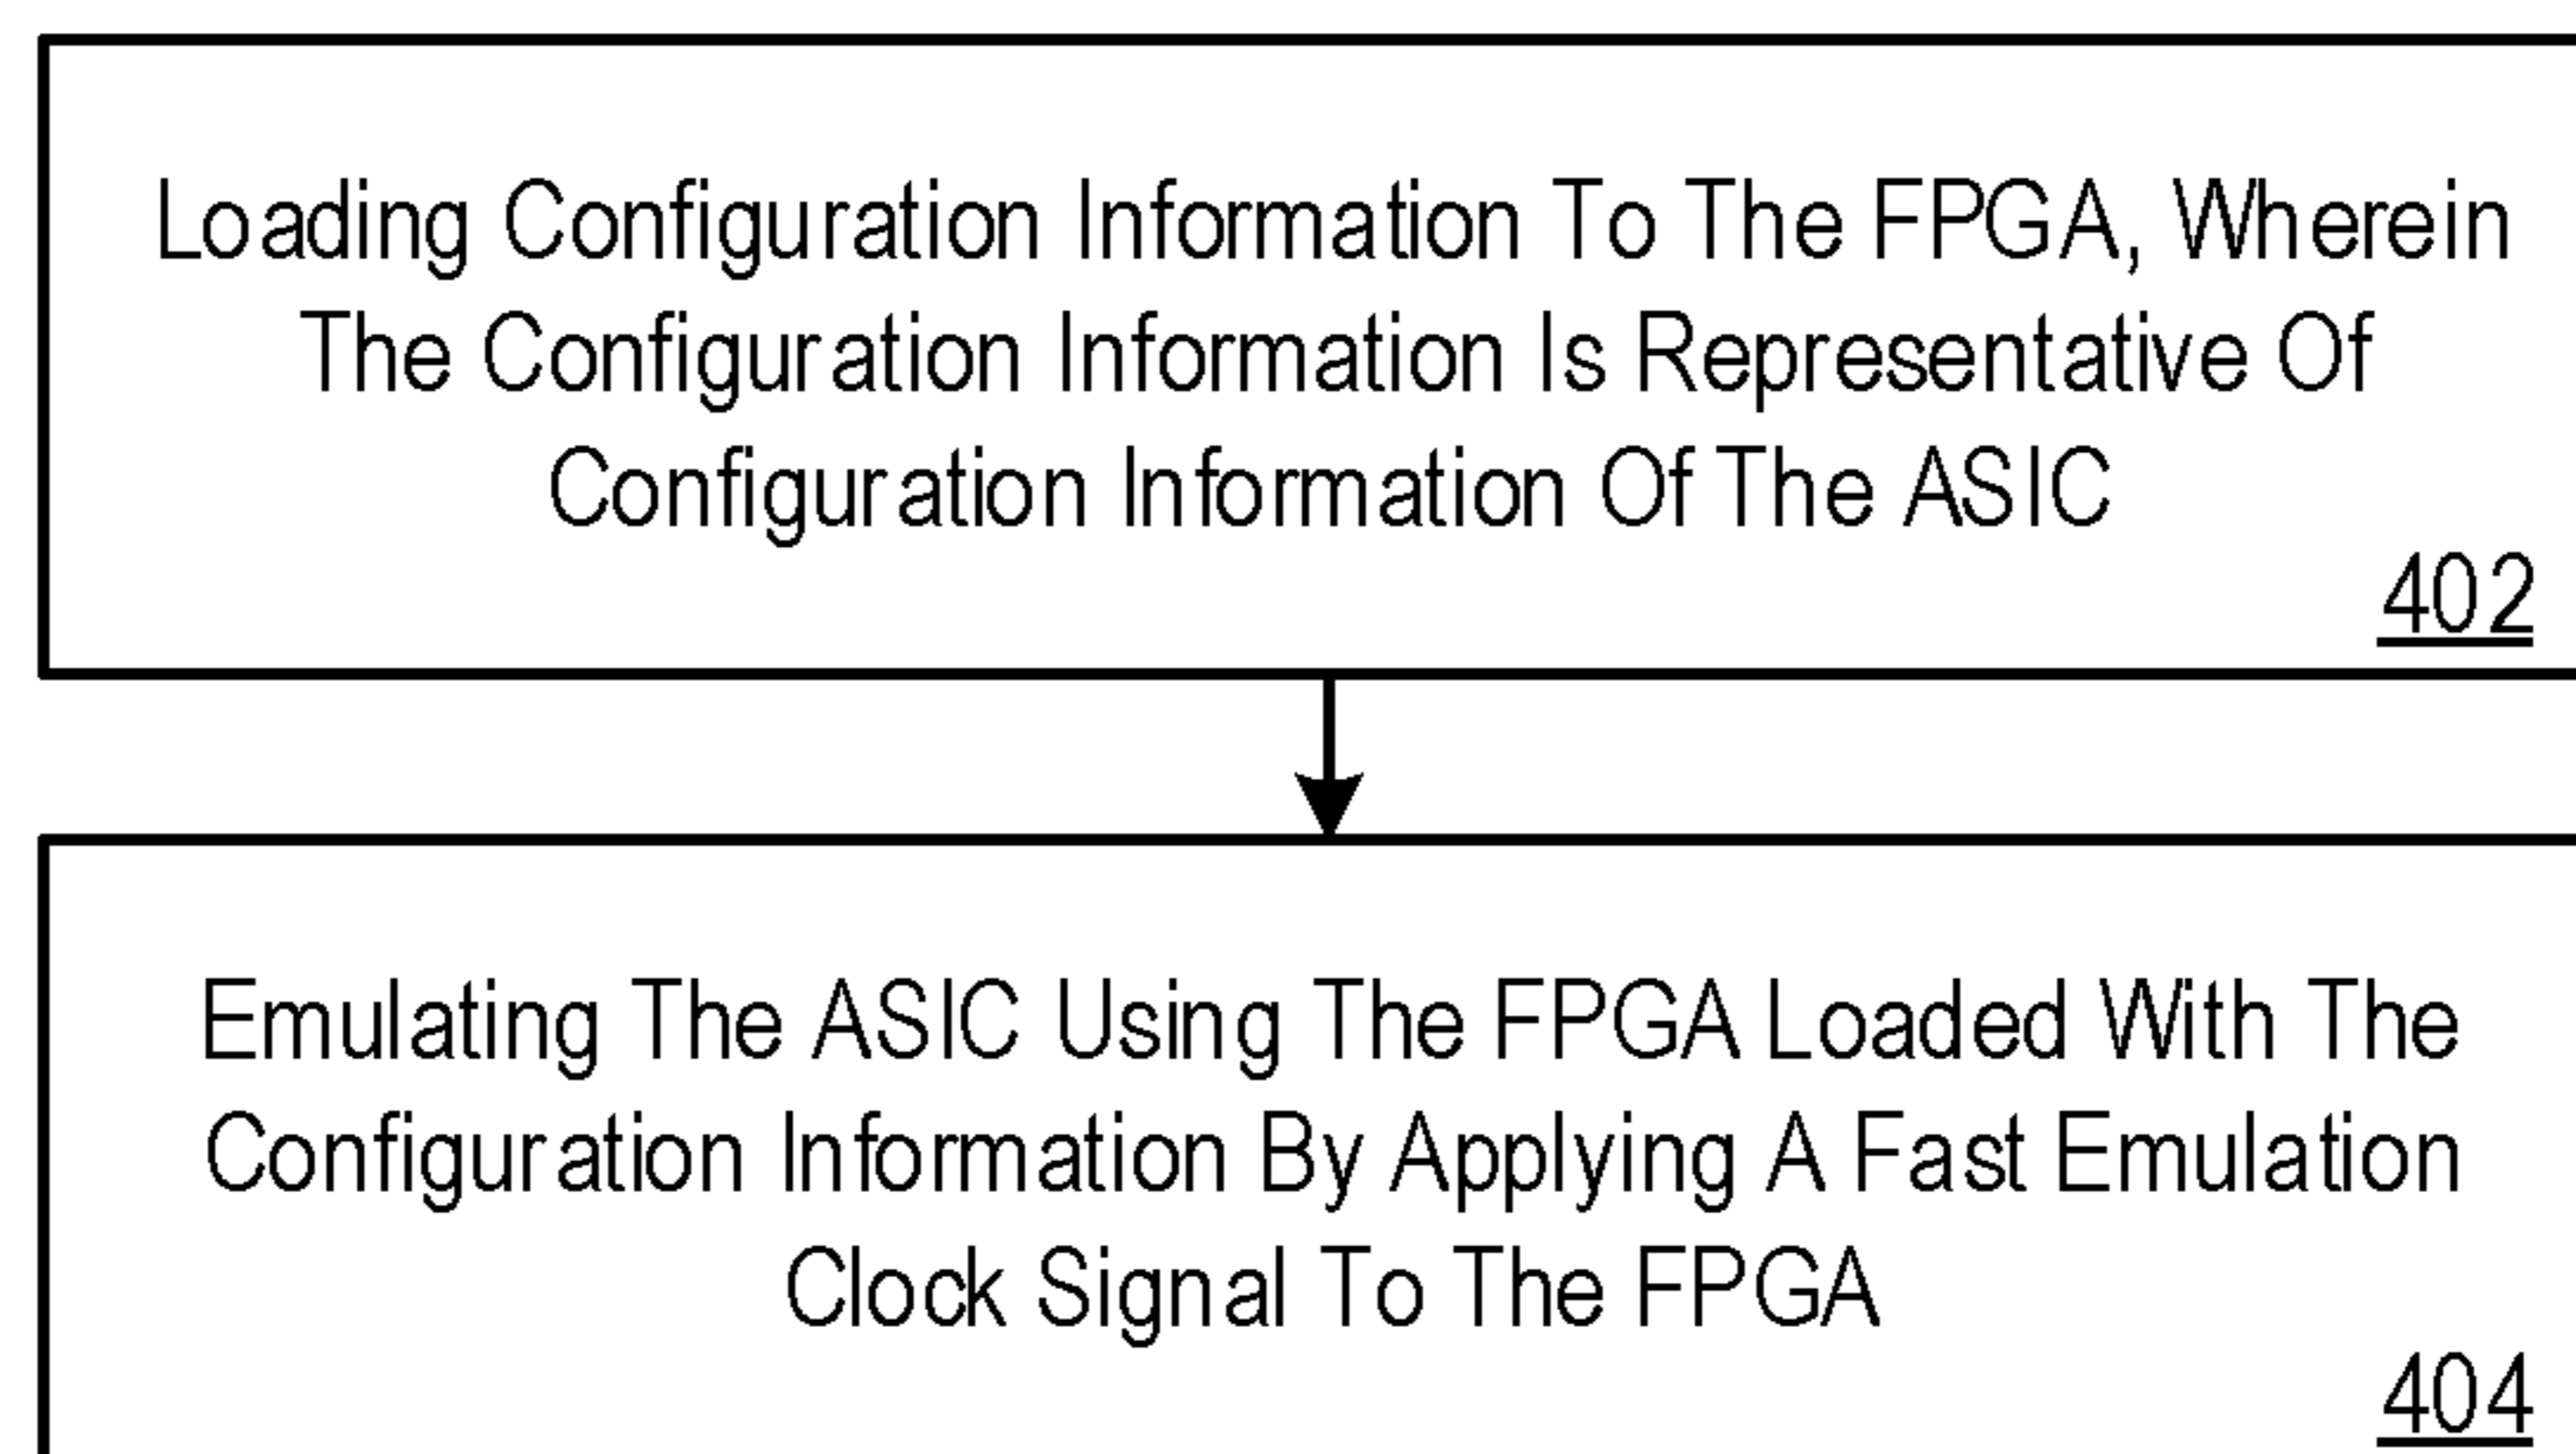 Loading Configuration Information To The FPGA, Wherein
The Configuration Information Is Representative Of
Configuration Information Of The ASIC
402
Emulating The ASIC Using The FPGA Loaded With The
Configuration Information By Applying A Fast Emulation
Clock Signal To The FPGA
404